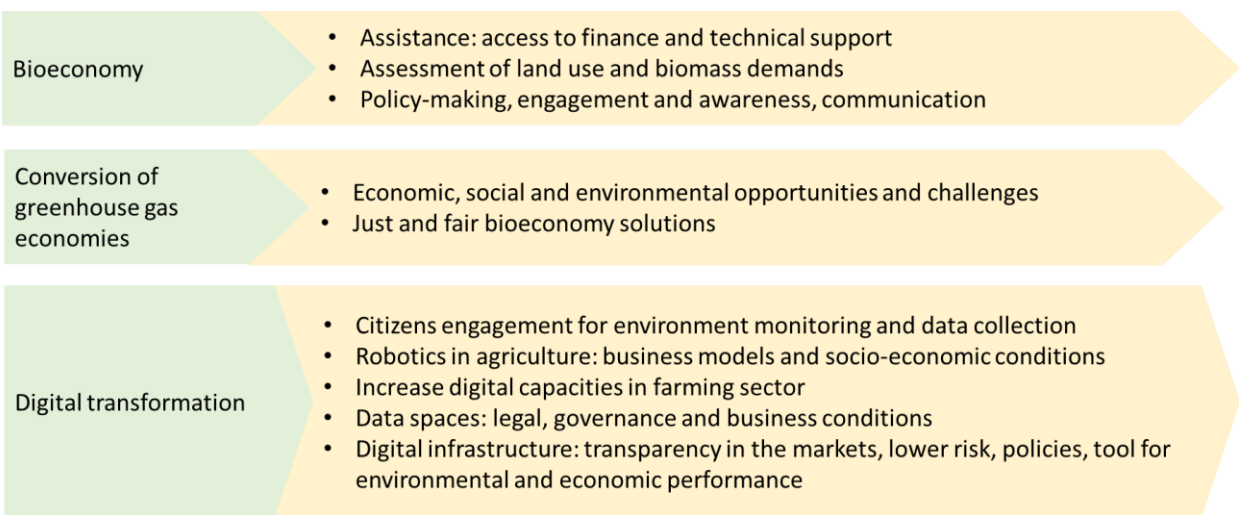 Bioeconomy
• Assistance: access to finance and technical support
• Assessment of land use and biomass demands
• Policy-making, engagement and awareness, communication
Conversion of
greenhouse gas
economies
• Economic, social and environmental opportunities and challenges
• Just and fair bioeconomy solutions
Digital transformation
• Citizens engagement for environment monitoring and data collection
• Robotics in agriculture: business models and socio-economic conditions
• Increase digital capacities in farming sector
• Data spaces: legal, governance and business conditions
• Digital infrastructure: transparency in the markets, lower risk, policies, tool for
environmental and economic performance